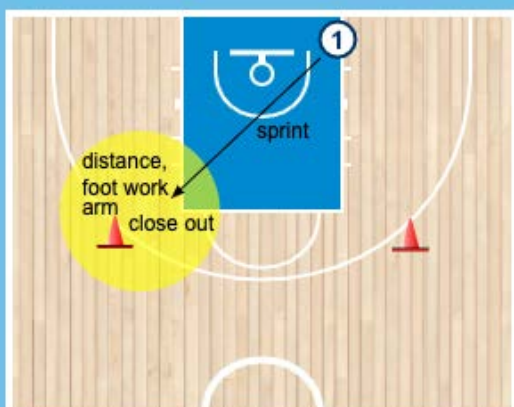 1
sprint
distance,
foot work
arm
close out